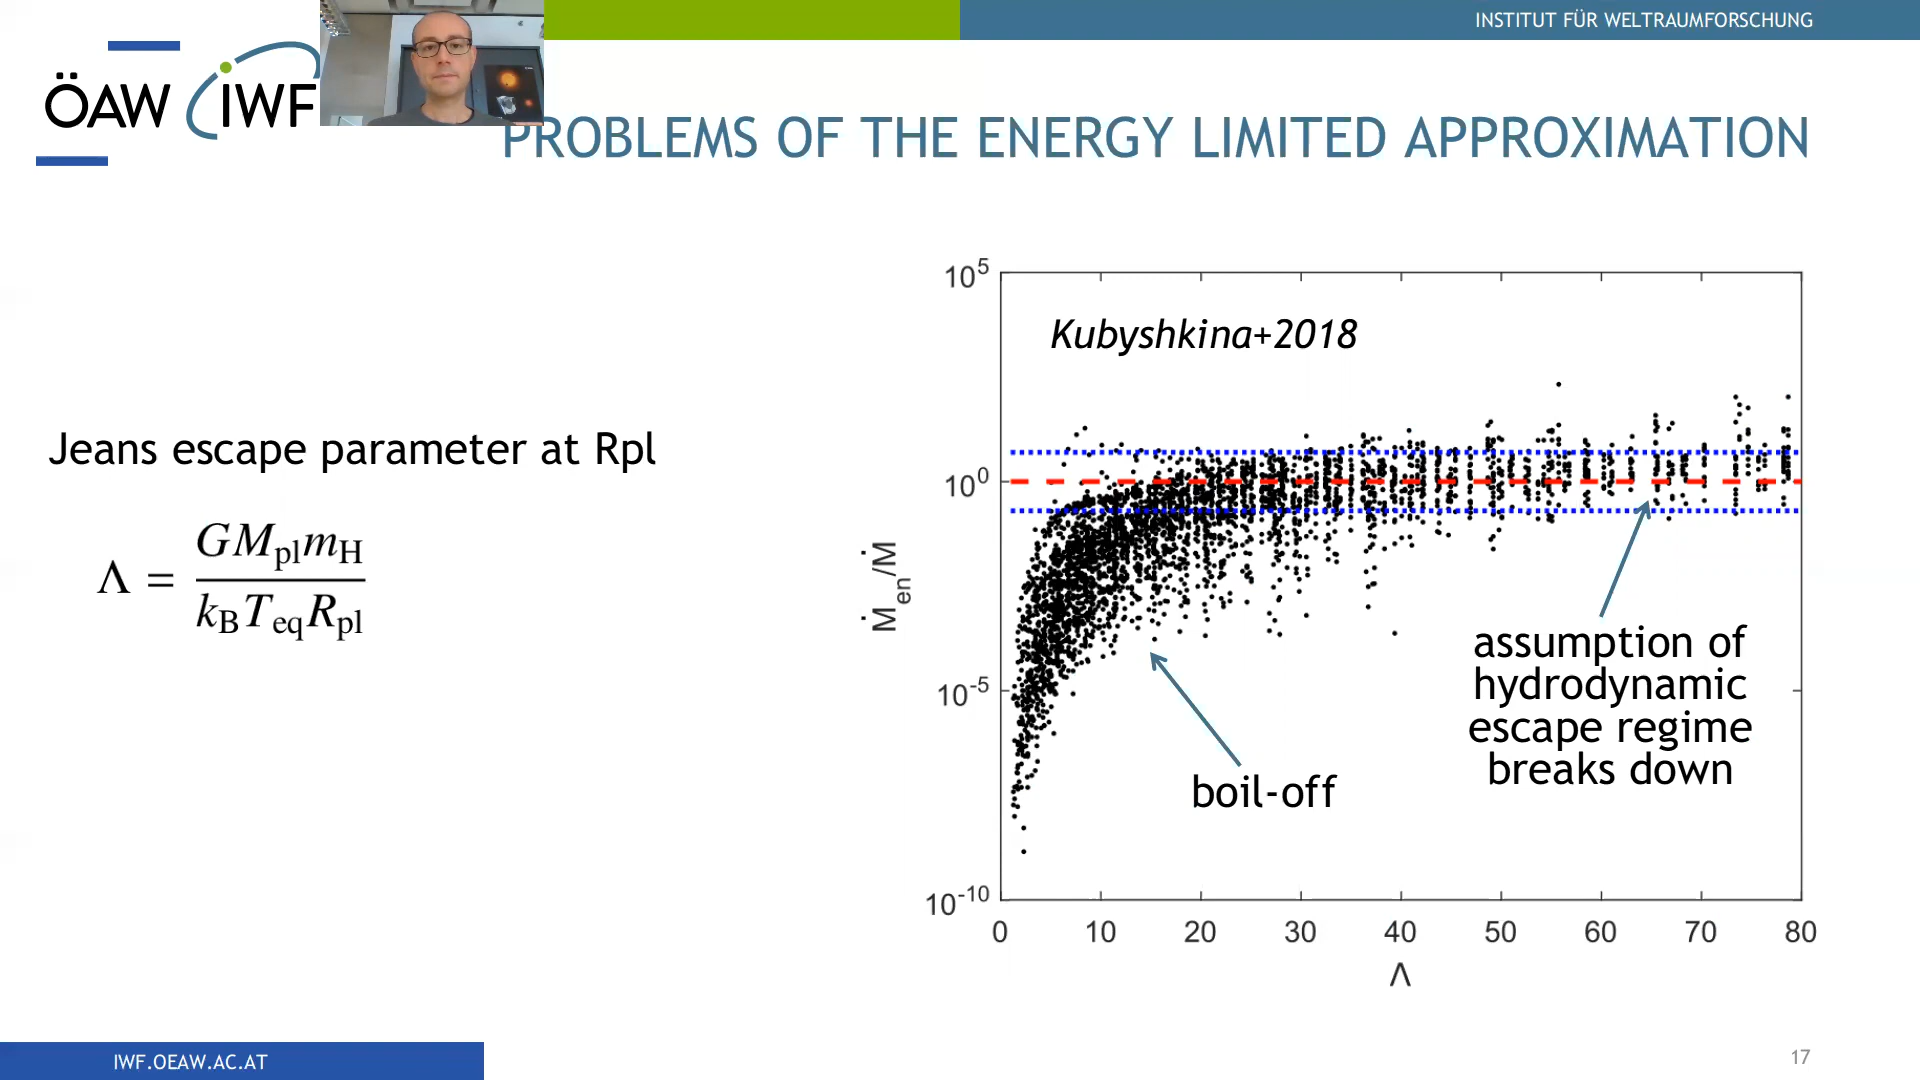 INSTITUT FÜR WELTRAUMFORSCHUNG
ÖAW IWF
PROBLEMS OF THE ENERGY LIMITED APPROXIMATION
Jeans escape parameter at Rpl
Λ = GM_pl m_H / k_B T_eq R_pl
Kubyshkina+2018
10^5
10^0
10^-5
10^-10
Ṁ_en/Ṁ
boil-off
assumption of
hydrodynamic
escape regime
breaks down
0 10 20 30 40 50 60 70 80
Λ
IWF.OEAW.AC.AT
17